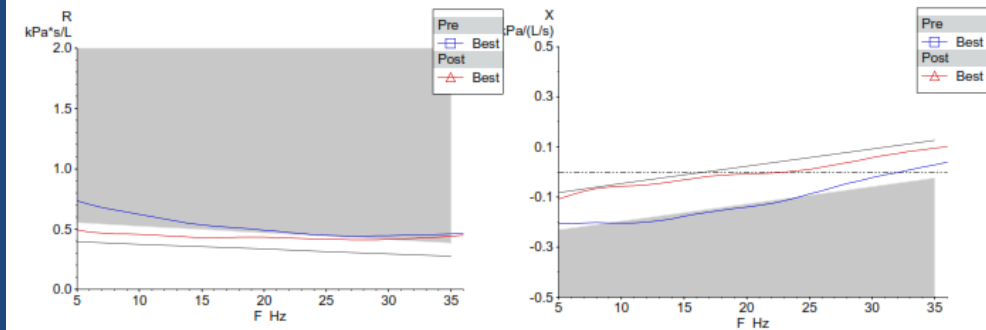 R
kPa*s/L
2.0
1.5
1.0
0.5
0.0
5 10 15 20 25 30 35
F Hz
Pre
Best
Post
Best
X
Pa/(L/s)
0.5
0.3
0.1
-0.1
-0.3
-0.5
5 10 15 20 25 30 35
F Hz
Pre
Best
Post
Best